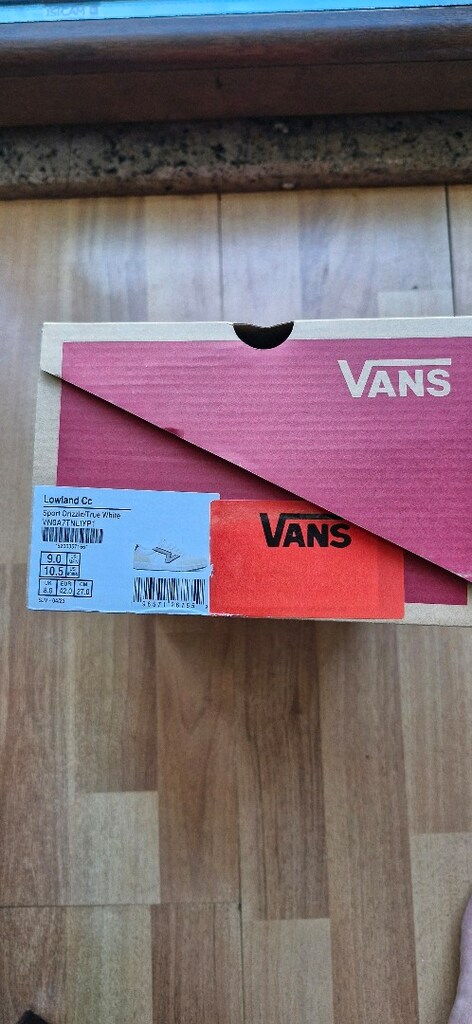 VANS
Lowland Cc
Sport Drizzle/True White
VN0A7TNLIYP1
VANS
9.0
10.5
UK EUR CM
8.0 42.0 27.0